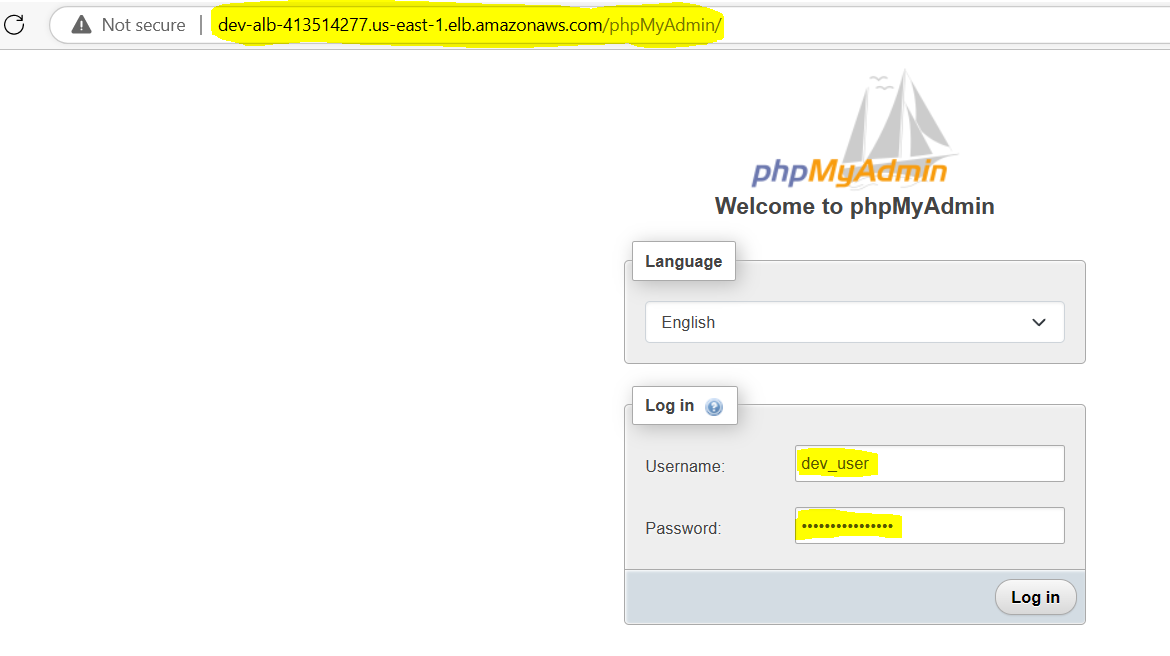 Not secure | dev-alb-413514277.us-east-1.elb.amazonaws.com/phpMyAdmin/
phpMyAdmin
Welcome to phpMyAdmin
Language
English
Log in ?
Username: dev_user
Password: ••••••••••••••••
Log in